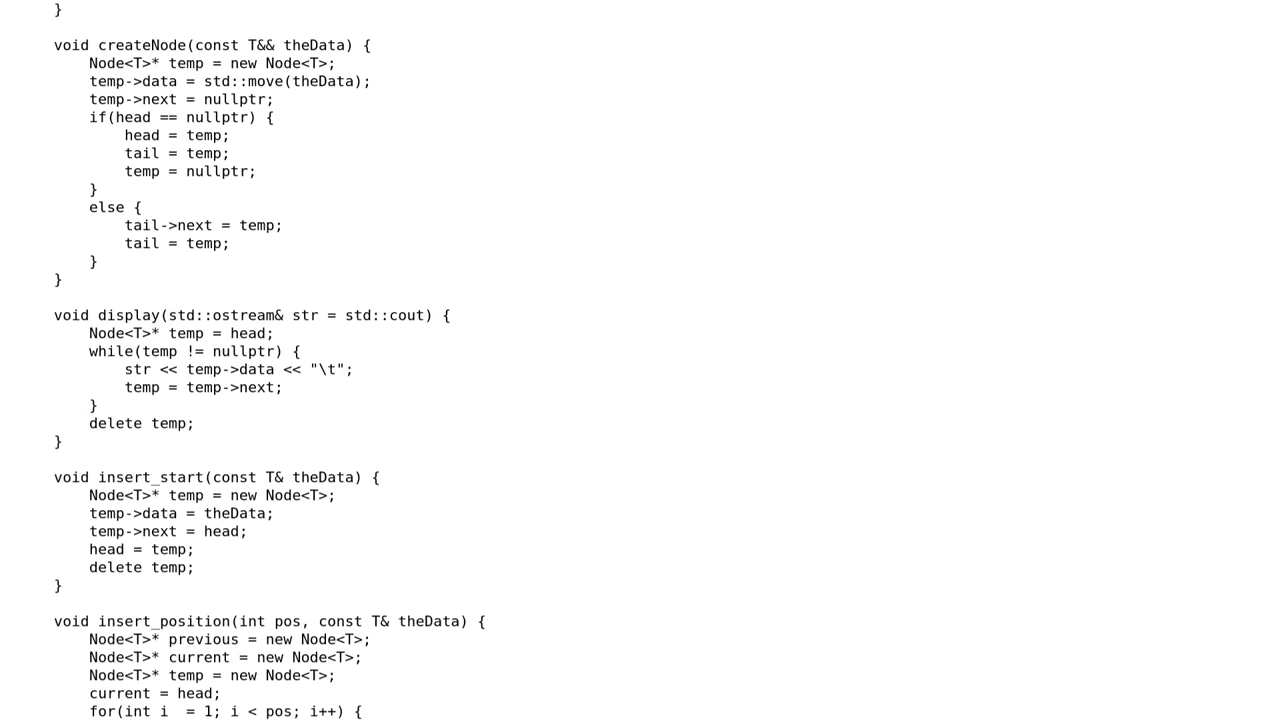 }

    void createNode(const T&& theData) {
        Node<T>* temp = new Node<T>;
        temp->data = std::move(theData);
        temp->next = nullptr;
        if(head == nullptr) {
            head = temp;
            tail = temp;
            temp = nullptr;
        }
        else {
            tail->next = temp;
            tail = temp;
        }
    }

    void display(std::ostream& str = std::cout) {
        Node<T>* temp = head;
        while(temp != nullptr) {
            str << temp->data << "\t";
            temp = temp->next;
        }
        delete temp;
    }

    void insert_start(const T& theData) {
        Node<T>* temp = new Node<T>;
        temp->data = theData;
        temp->next = head;
        head = temp;
        delete temp;
    }

    void insert_position(int pos, const T& theData) {
        Node<T>* previous = new Node<T>;
        Node<T>* current = new Node<T>;
        Node<T>* temp = new Node<T>;
        current = head;
        for(int i  = 1; i < pos; i++) {